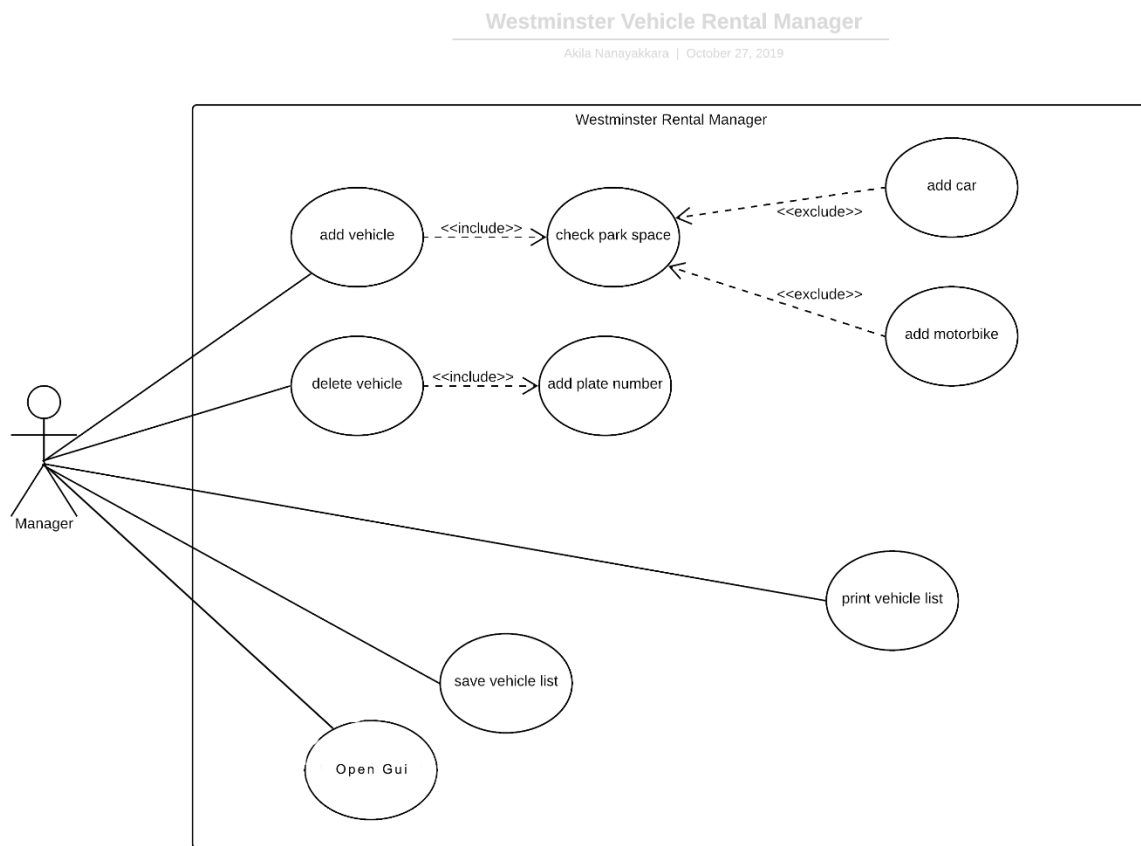 Westminster Vehicle Rental Manager
Akila Nanayakkara | October 27, 2019
Westminster Rental Manager
add car
<<exclude>>
add vehicle
<<include>>
check park space
<<exclude>>
add motorbike
delete vehicle
<<include>>
add plate number
Manager
print vehicle list
save vehicle list
Open Gui